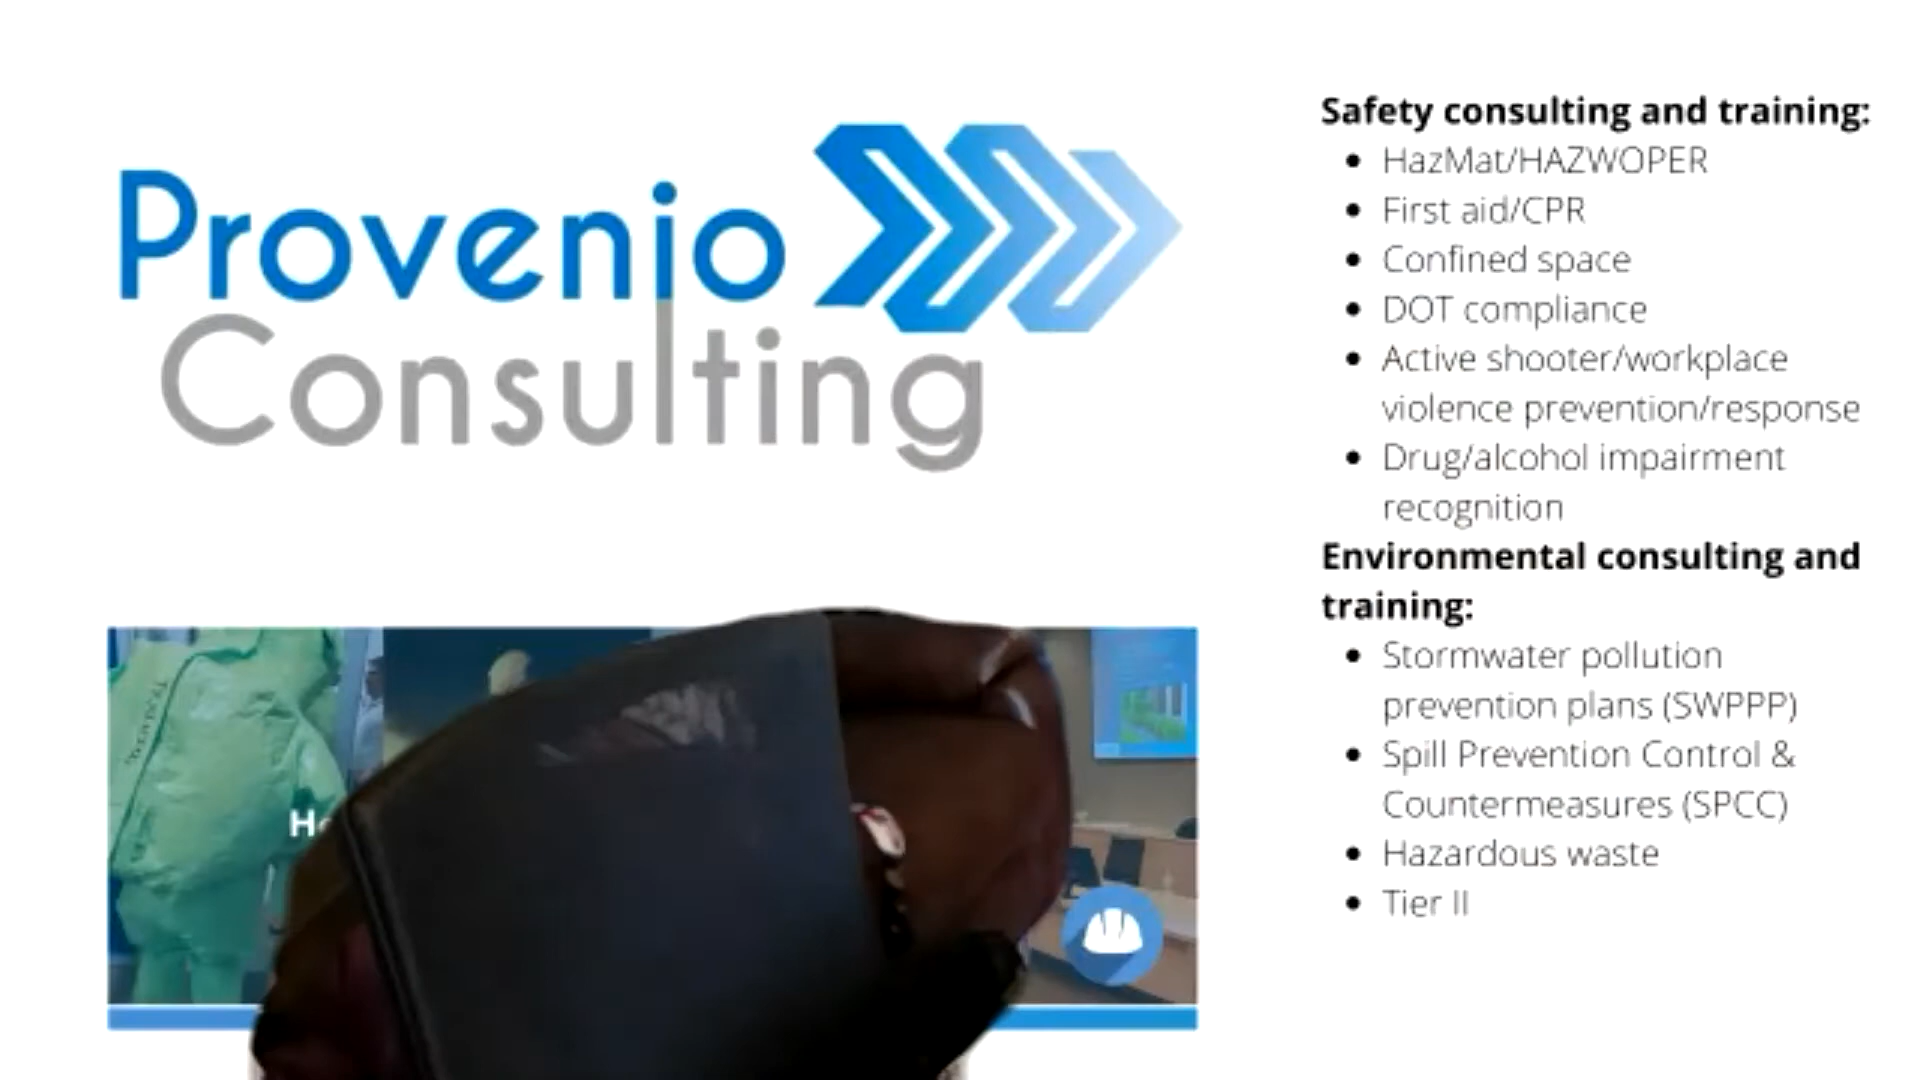 Provenio
Consulting
Safety consulting and training:
HazMat/HAZWOPER
First aid/CPR
Confined space
DOT compliance
Active shooter/workplace
violence prevention/response
Drug/alcohol impairment
recognition
Environmental consulting and
training:
Stormwater pollution
prevention plans (SWPPP)
Spill Prevention Control &
Countermeasures (SPCC)
Hazardous waste
Tier II